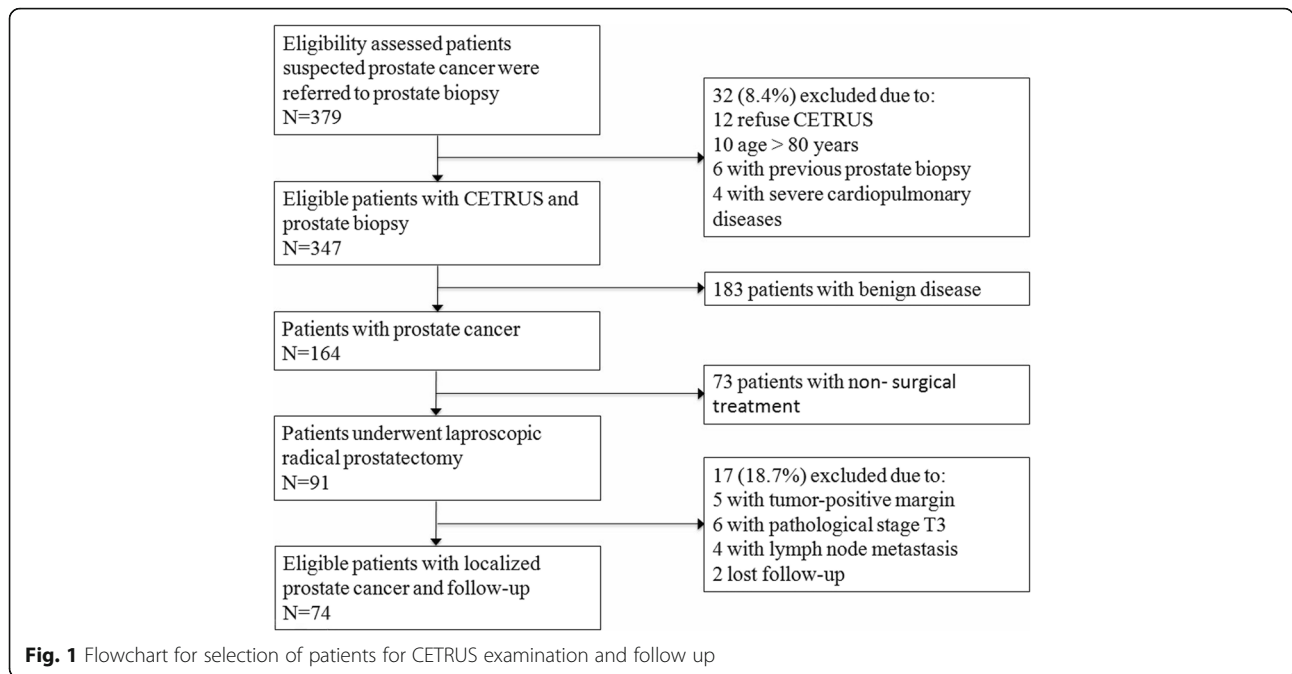 Eligibility assessed patients
suspected prostate cancer were
referred to prostate biopsy
N=379
32 (8.4%) excluded due to:
12 refuse CETRUS
10 age > 80 years
6 with previous prostate biopsy
4 with severe cardiopulmonary
diseases
Eligible patients with CETRUS and
prostate biopsy
N=347
183 patients with benign disease
Patients with prostate cancer
N=164
73 patients with non- surgical
treatment
Patients underwent laproscopic
radical prostatectomy
N=91
17 (18.7%) excluded due to:
5 with tumor-positive margin
6 with pathological stage T3
4 with lymph node metastasis
2 lost follow-up
Eligible patients with localized
prostate cancer and follow-up
N=74
Fig. 1 Flowchart for selection of patients for CETRUS examination and follow up